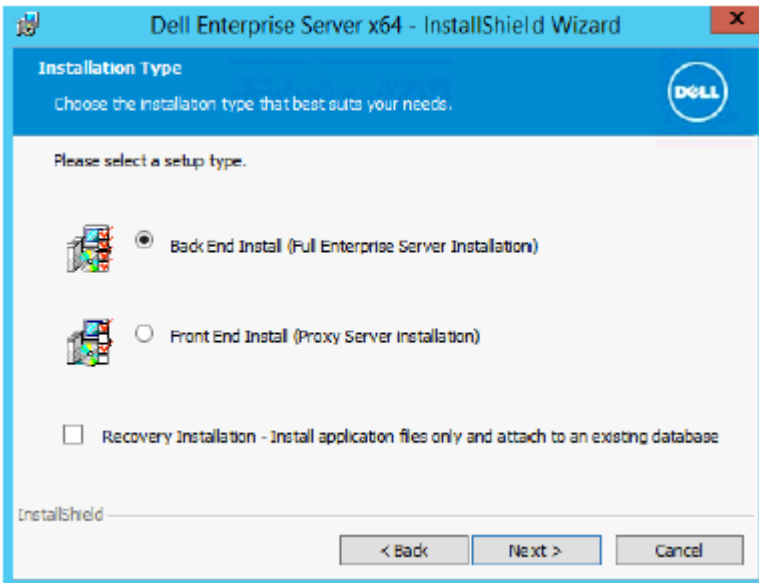 Dell Enterprise Server x64 - InstallShield Wizard
Installation Type
Choose the installation type that best suits your needs.
DELL
Please select a setup type.
Back End Install (Full Enterprise Server Installation)
Front End Install (Proxy Server installation)
Recovery Installation - Install application files only and attach to an existing database
InstallShield
< Back
Next >
Cancel